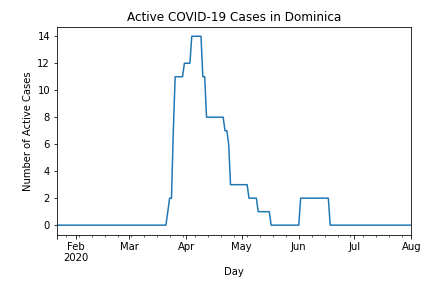 Active COVID-19 Cases in Dominica
14
12
10
8
6
4
2
0
Number of Active Cases
Feb
2020
Mar
Apr
May
Jun
Jul
Aug
Day